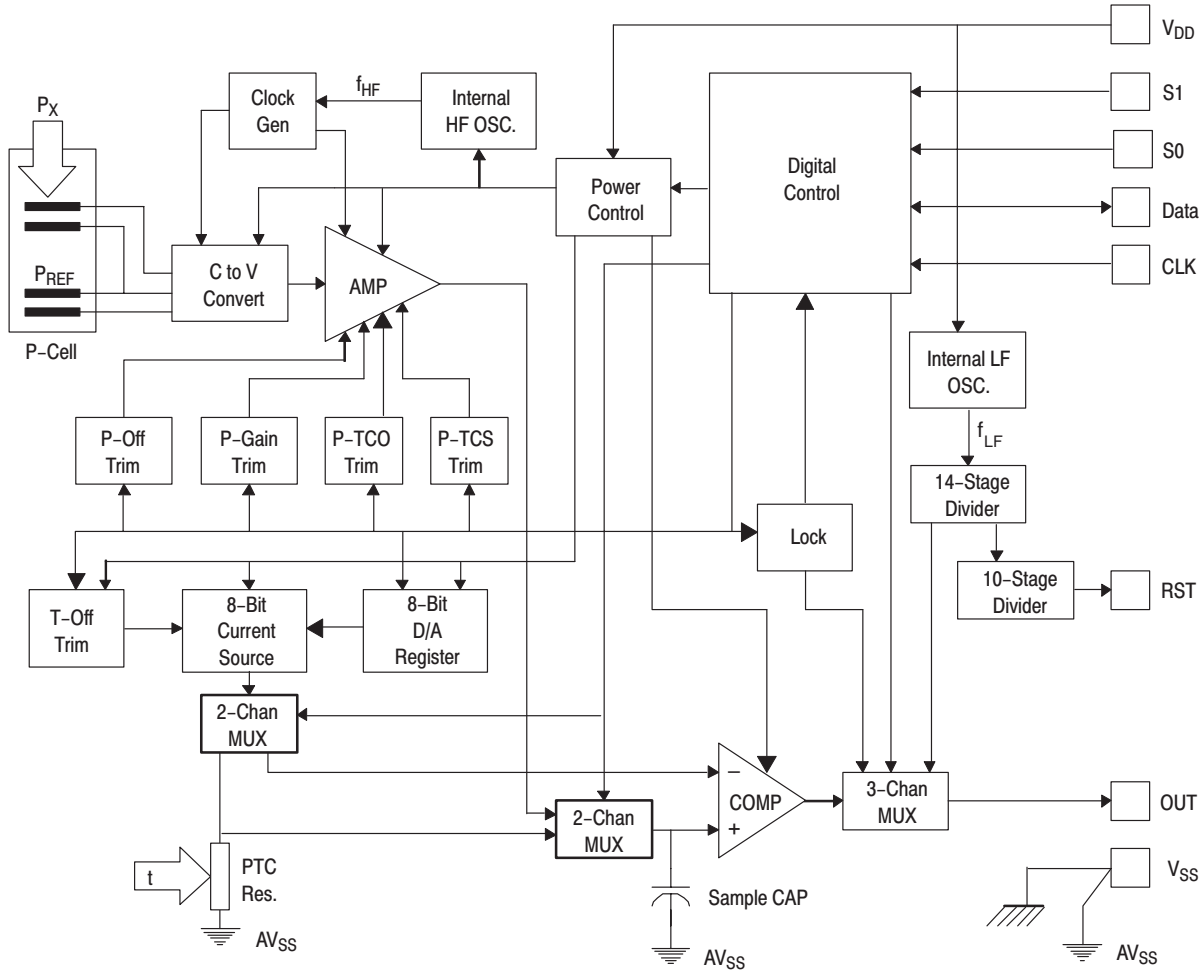 V_DD
S1
S0
Data
CLK
P_X
Clock
Gen
f_HF
Internal
HF OSC.
Power
Control
Digital
Control
P_REF
C to V
Convert
AMP
P–Cell
Internal LF
OSC.
f_LF
P–Off
Trim
P–Gain
Trim
P–TCO
Trim
P–TCS
Trim
14–Stage
Divider
Lock
10–Stage
Divider
RST
T–Off
Trim
8–Bit
Current
Source
8–Bit
D/A
Register
2–Chan
MUX
–
COMP
+
3–Chan
MUX
OUT
2–Chan
MUX
t
PTC
Res.
AV_SS
Sample CAP
AV_SS
V_SS
AV_SS